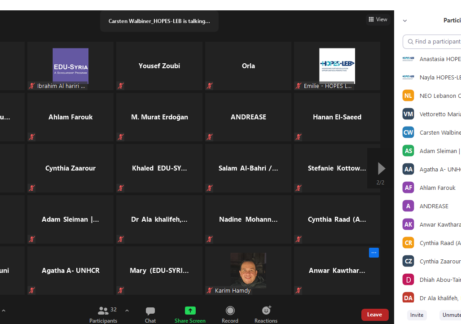 Carsten Walbiner_HOPES-LEB is talking...
View
EDU-SYRIA
Ibrahim Al hariri ...
Yousef Zoubi
Orla
HOPES-LEB
Emilie - HOPES L...
u...
Ahlam Farouk
M. Murat Erdoğan
ANDREASE
Hanan El-Saeed
Cynthia Zaarour
Khaled EDU-SY...
Salam Al-Bahri /...
Stefanie Kottow...
2/2
Adam Sleiman |...
Dr Ala khalifeh,...
Nadine Mohann...
Cynthia Raad (A...
uni
Agatha A- UNHCR
Mary (EDU-SYRI...
Karim Hamdy
Anwar Kawthar...
32
Participants
Chat
Share Screen
Record
Reactions
Leave
Partici
Find a participant
Anastasia HOPE
Nayla HOPES-LE
NL NEO Lebanon C
VM Vettoretto Maria
CW Carsten Walbine
AS Adam Sleiman |
AA Agatha A- UNH
AF Ahlam Farouk
A ANDREASE
AK Anwar Kawthara
CR Cynthia Raad (A
CZ Cynthia Zaarour
D Dhiah Abou-Tair
DA Dr Ala khalifeh,
Invite
Unmute